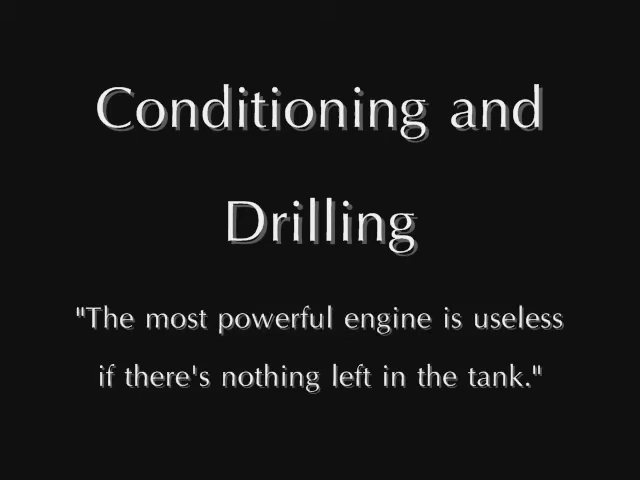 Conditioning and
Drilling
"The most powerful engine is useless
if there's nothing left in the tank."